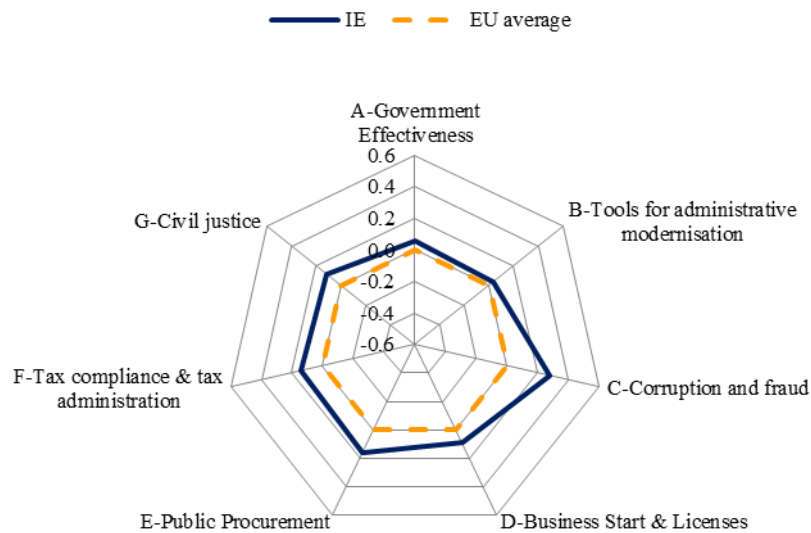 IE
EU average
A-Government
Effectiveness
0.6
0.4
0.2
0.0
-0.2
-0.4
-0.6
B-Tools for administrative
modernisation
C-Corruption and fraud
D-Business Start & Licenses
E-Public Procurement
F-Tax compliance & tax
administration
G-Civil justice